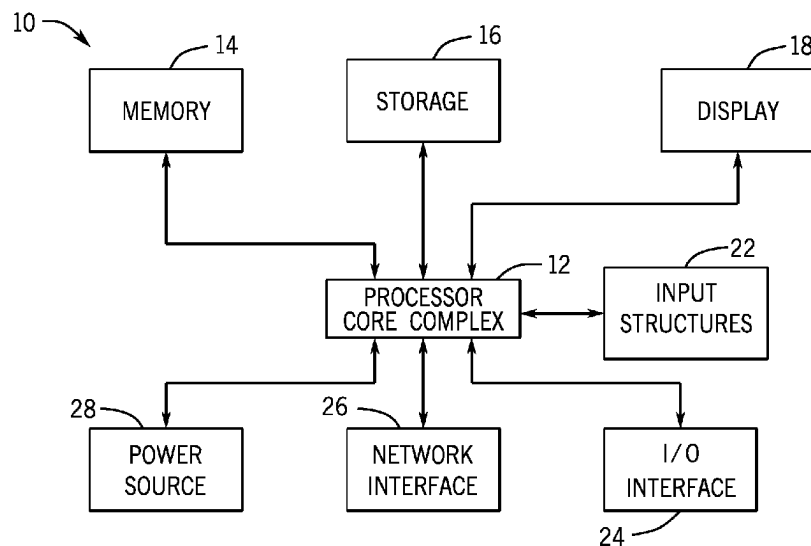 10
14
16
18
MEMORY
STORAGE
DISPLAY
12
22
PROCESSOR
CORE COMPLEX
INPUT
STRUCTURES
28
26
POWER
SOURCE
NETWORK
INTERFACE
I/O
INTERFACE
24